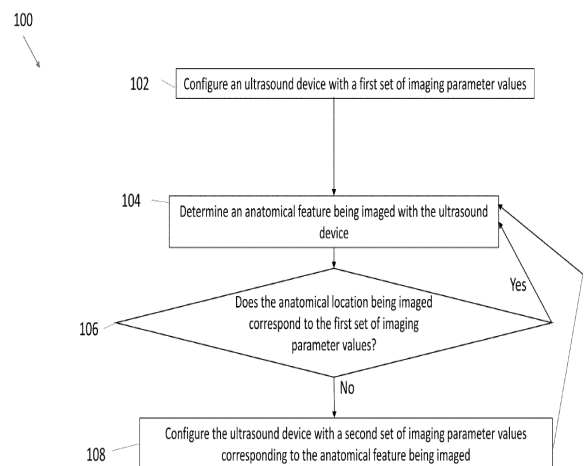 100
102
Configure an ultrasound device with a first set of imaging parameter values
104
Determine an anatomical feature being imaged with the ultrasound
device
106
Does the anatomical location being imaged
correspond to the first set of imaging
parameter values?
Yes
No
108
Configure the ultrasound device with a second set of imaging parameter values
corresponding to the anatomical feature being imaged